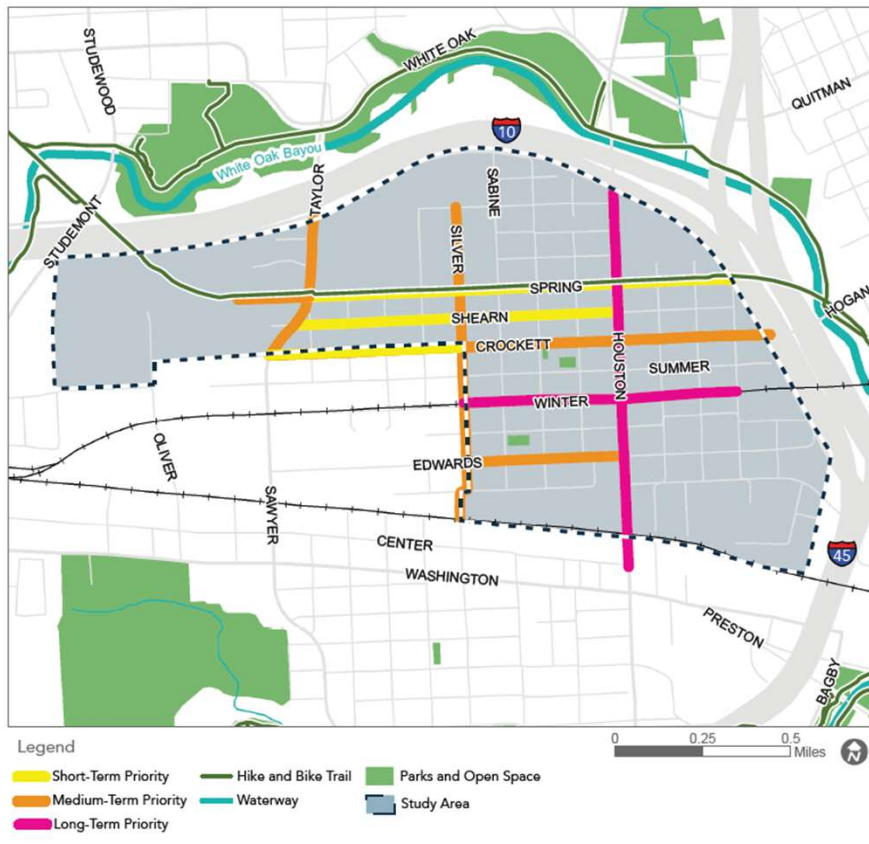 STUDEWOOD
WHITE OAK
QUITMAN
10
White Oak Bayou
TAYLOR
SABINE
STUDEMONT
SILVER
SPRING
HOGAN
SHEARN
HOUSTON
CROCKETT
SUMMER
WINTER
OLIVER
EDWARDS
SAWYER
CENTER
45
WASHINGTON
PRESTON
BAGBY
Legend
0 0.25 0.5
Miles
N
Short-Term Priority Hike and Bike Trail Parks and Open Space
Medium-Term Priority Waterway Study Area
Long-Term Priority